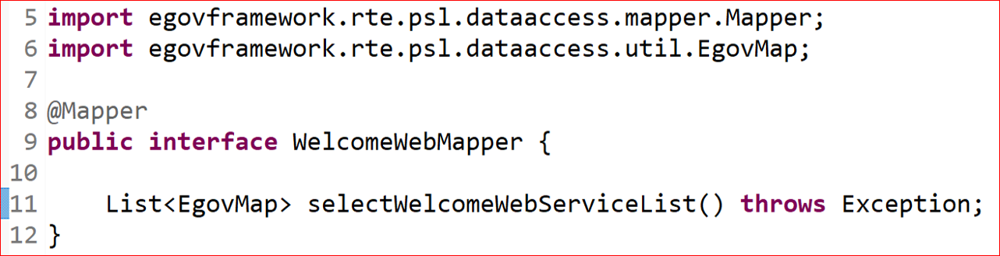 5 import egovframework.rte.psl.dataaccess.mapper.Mapper;
6 import egovframework.rte.psl.dataaccess.util.EgovMap;
7
8 @Mapper
9 public interface WelcomeWebMapper {
10
11     List<EgovMap> selectWelcomeWebServiceList() throws Exception;
12 }